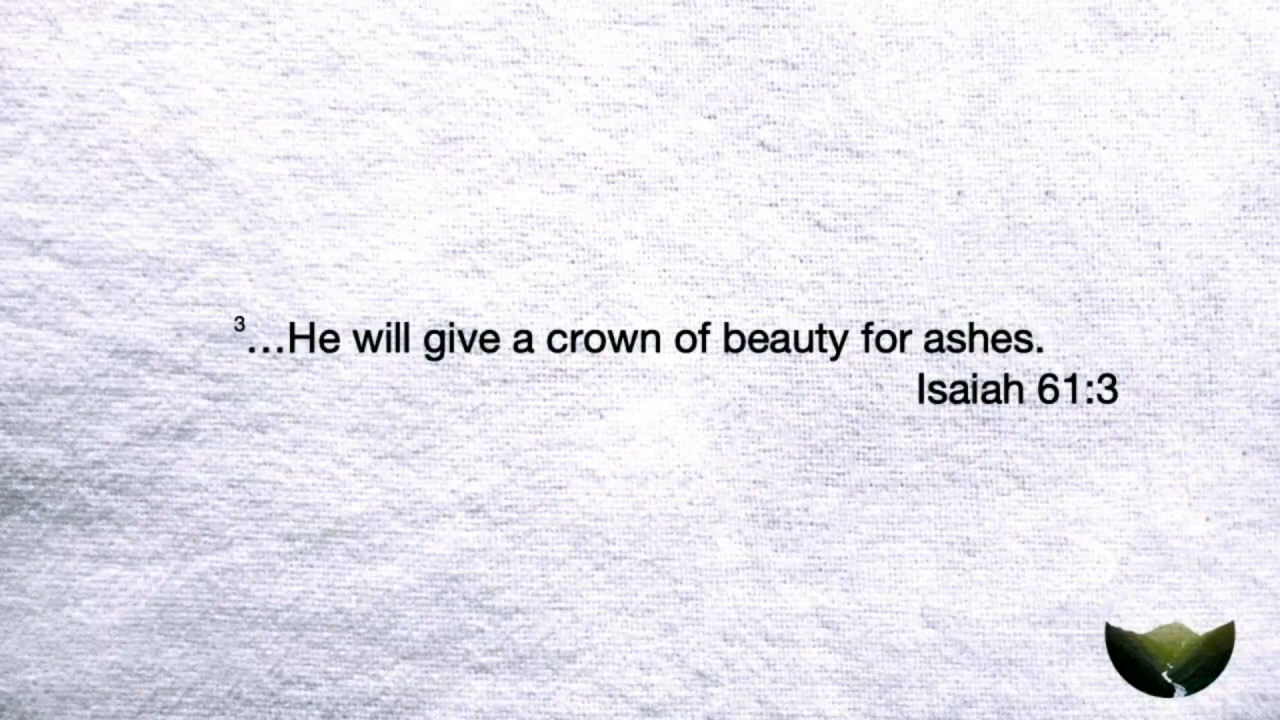 ³…He will give a crown of beauty for ashes.
Isaiah 61:3